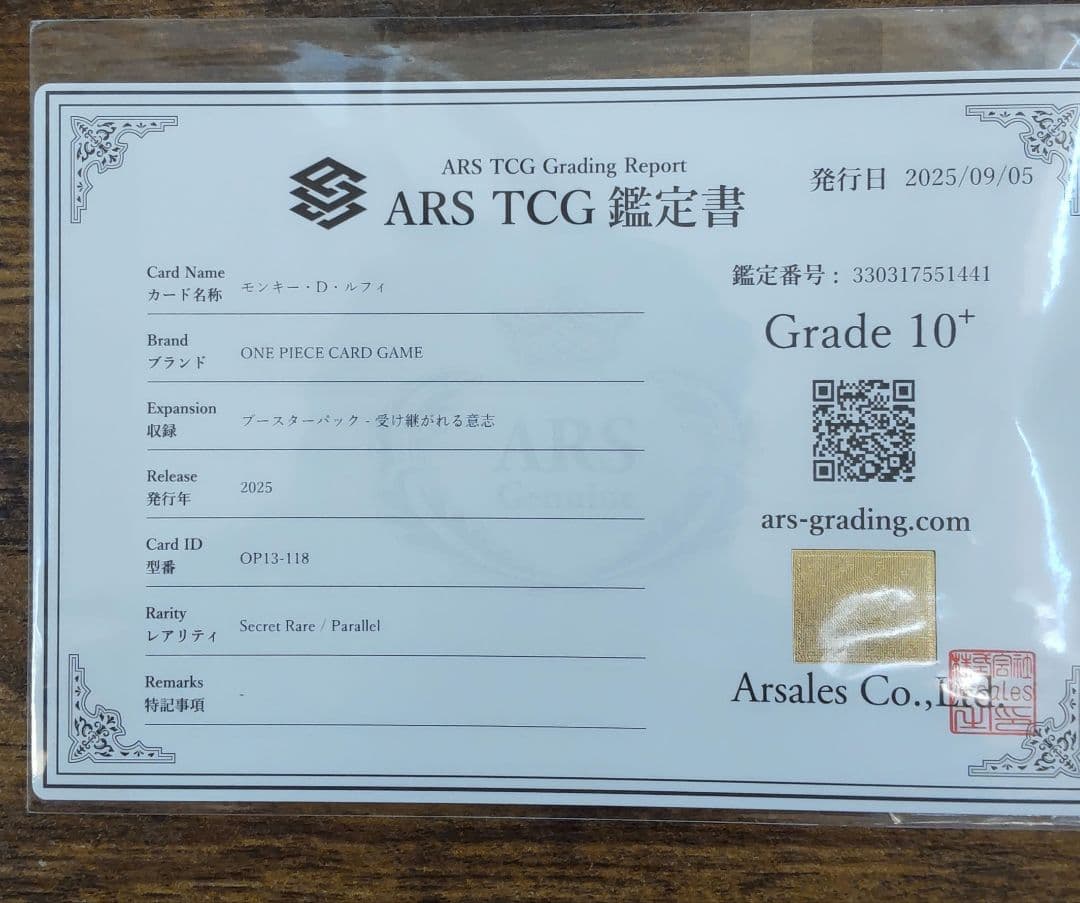 ARS TCG Grading Report
ARS TCG 鑑定書
発行日 2025/09/05
Card Name
カード名称
モンキー・D・ルフィ
Brand
ブランド
ONE PIECE CARD GAME
Expansion
収録
ブースターパック - 受け継がれる意志
Release
発行年
2025
Card ID
型番
OP13-118
Rarity
レアリティ
Secret Rare / Parallel
Remarks
特記事項
-
鑑定番号 : 330317551441
Grade 10+
ars-grading.com
Arsales Co.,Ltd.
ARS
Genuine